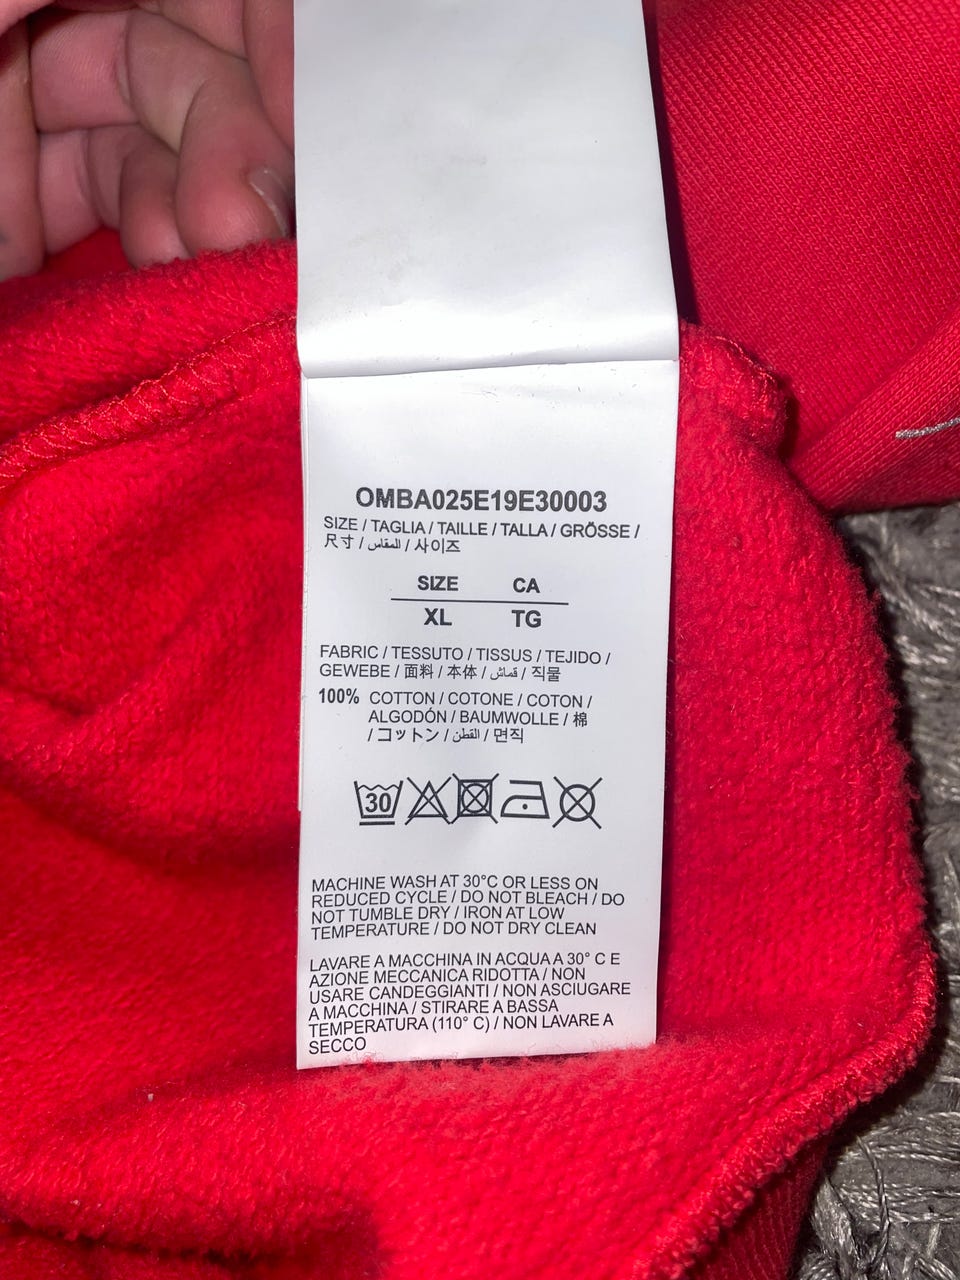 OMBA025E19E30003
SIZE / TAGLIA / TAILLE / TALLA / GRÖSSE /
尺寸 / المقاس / 사이즈
SIZE CA
XL TG
FABRIC / TESSUTO / TISSUS / TEJIDO /
GEWEBE / 面料 / 本体 / قماش / 직물
100% COTTON / COTONE / COTON /
ALGODÓN / BAUMWOLLE / 棉
/ コットン / القطن / 면직
30
MACHINE WASH AT 30°C OR LESS ON
REDUCED CYCLE / DO NOT BLEACH / DO
NOT TUMBLE DRY / IRON AT LOW
TEMPERATURE / DO NOT DRY CLEAN
LAVARE A MACCHINA IN ACQUA A 30° C E
AZIONE MECCANICA RIDOTTA / NON
USARE CANDEGGIANTI / NON ASCIUGARE
A MACCHINA / STIRARE A BASSA
TEMPERATURA (110° C) / NON LAVARE A
SECCO